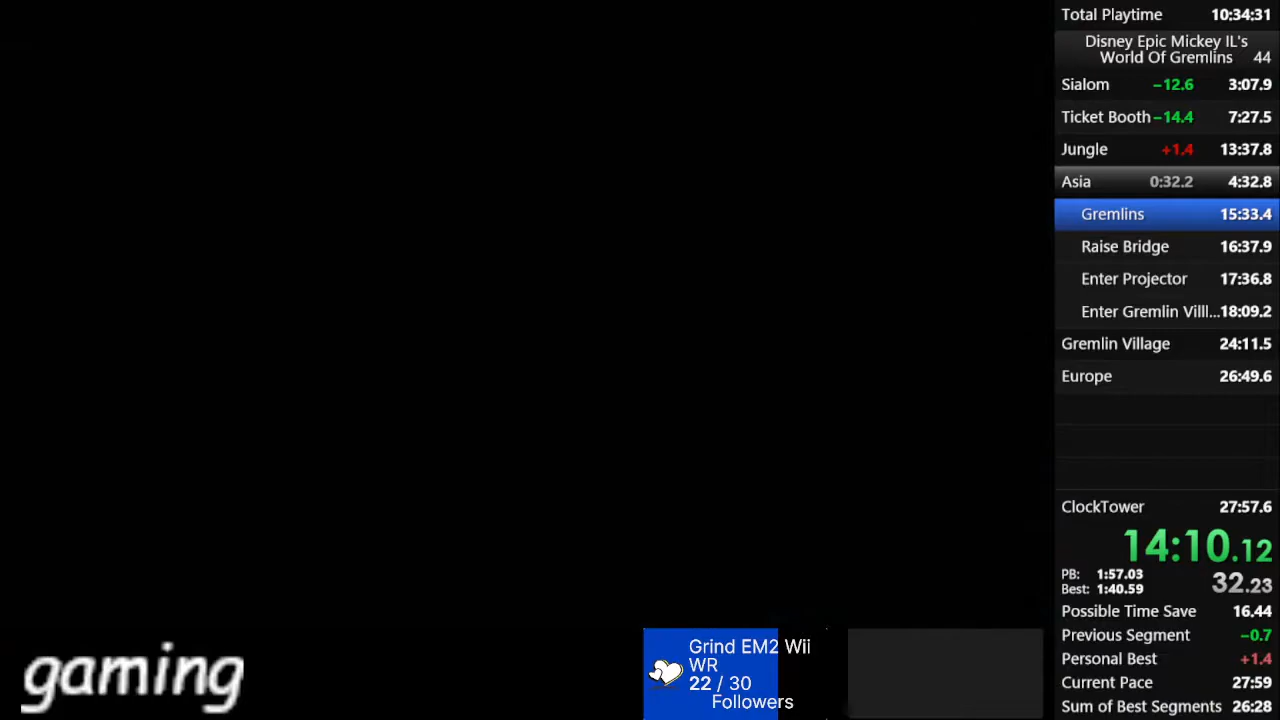 Total Playtime 10:34:31
Disney Epic Mickey IL's
World Of Gremlins 44
Sialom −12.6 3:07.9
Ticket Booth −14.4 7:27.5
Jungle +1.4 13:37.8
Asia 0:32.2 4:32.8
Gremlins 15:33.4
Raise Bridge 16:37.9
Enter Projector 17:36.8
Enter Gremlin Villl... 18:09.2
Gremlin Village 24:11.5
Europe 26:49.6
ClockTower 27:57.6
14:10.12
PB: 1:57.03
Best: 1:40.59
32.23
Possible Time Save 16.44
Previous Segment −0.7
Personal Best +1.4
Current Pace 27:59
Sum of Best Segments 26:28
gaming
Grind EM2 Wii
WR
22 / 30
Followers